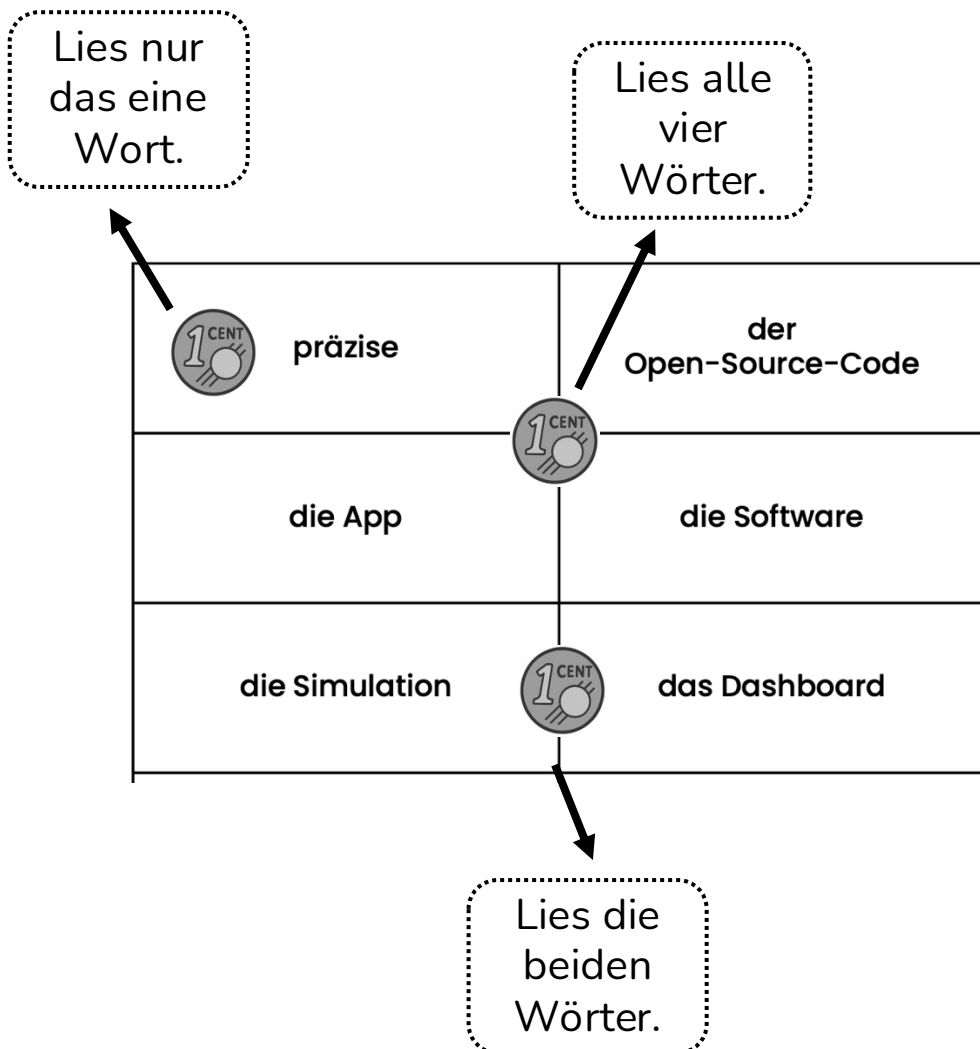 Lies nur
das eine
Wort.
Lies alle
vier
Wörter.
1 CENT
präzise
der
Open-Source-Code
1 CENT
die App
die Software
die Simulation
1 CENT
das Dashboard
Lies die
beiden
Wörter.